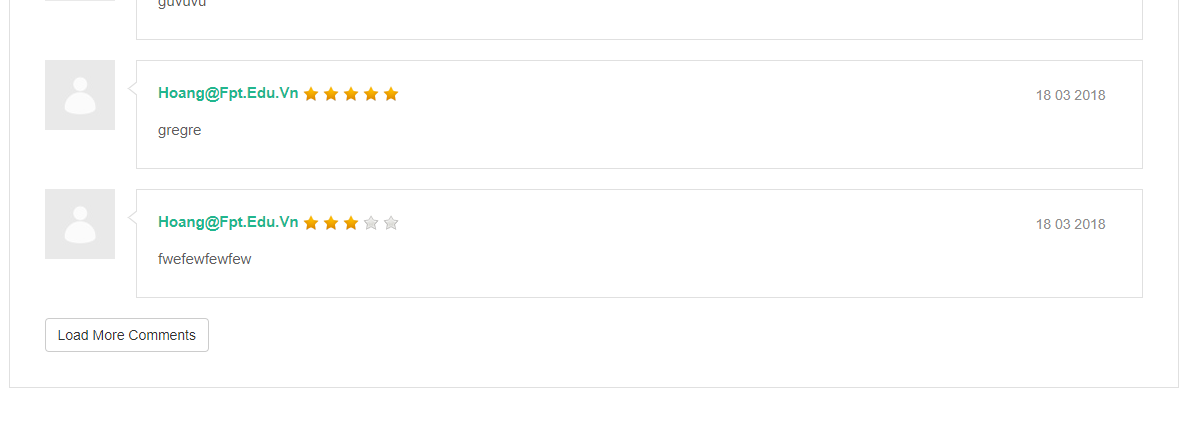 guvuvu
Hoang@Fpt.Edu.Vn
18 03 2018
gregre
Hoang@Fpt.Edu.Vn
18 03 2018
fwefewfewfew
Load More Comments